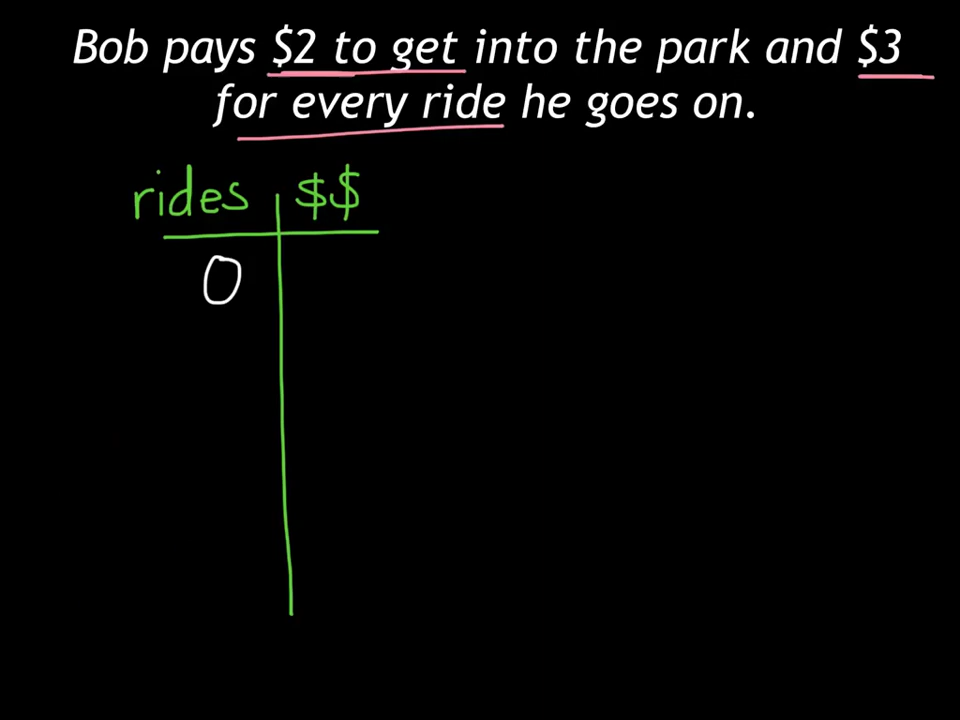 Bob pays $2 to get into the park and $3
for every ride he goes on.
rides $$
0